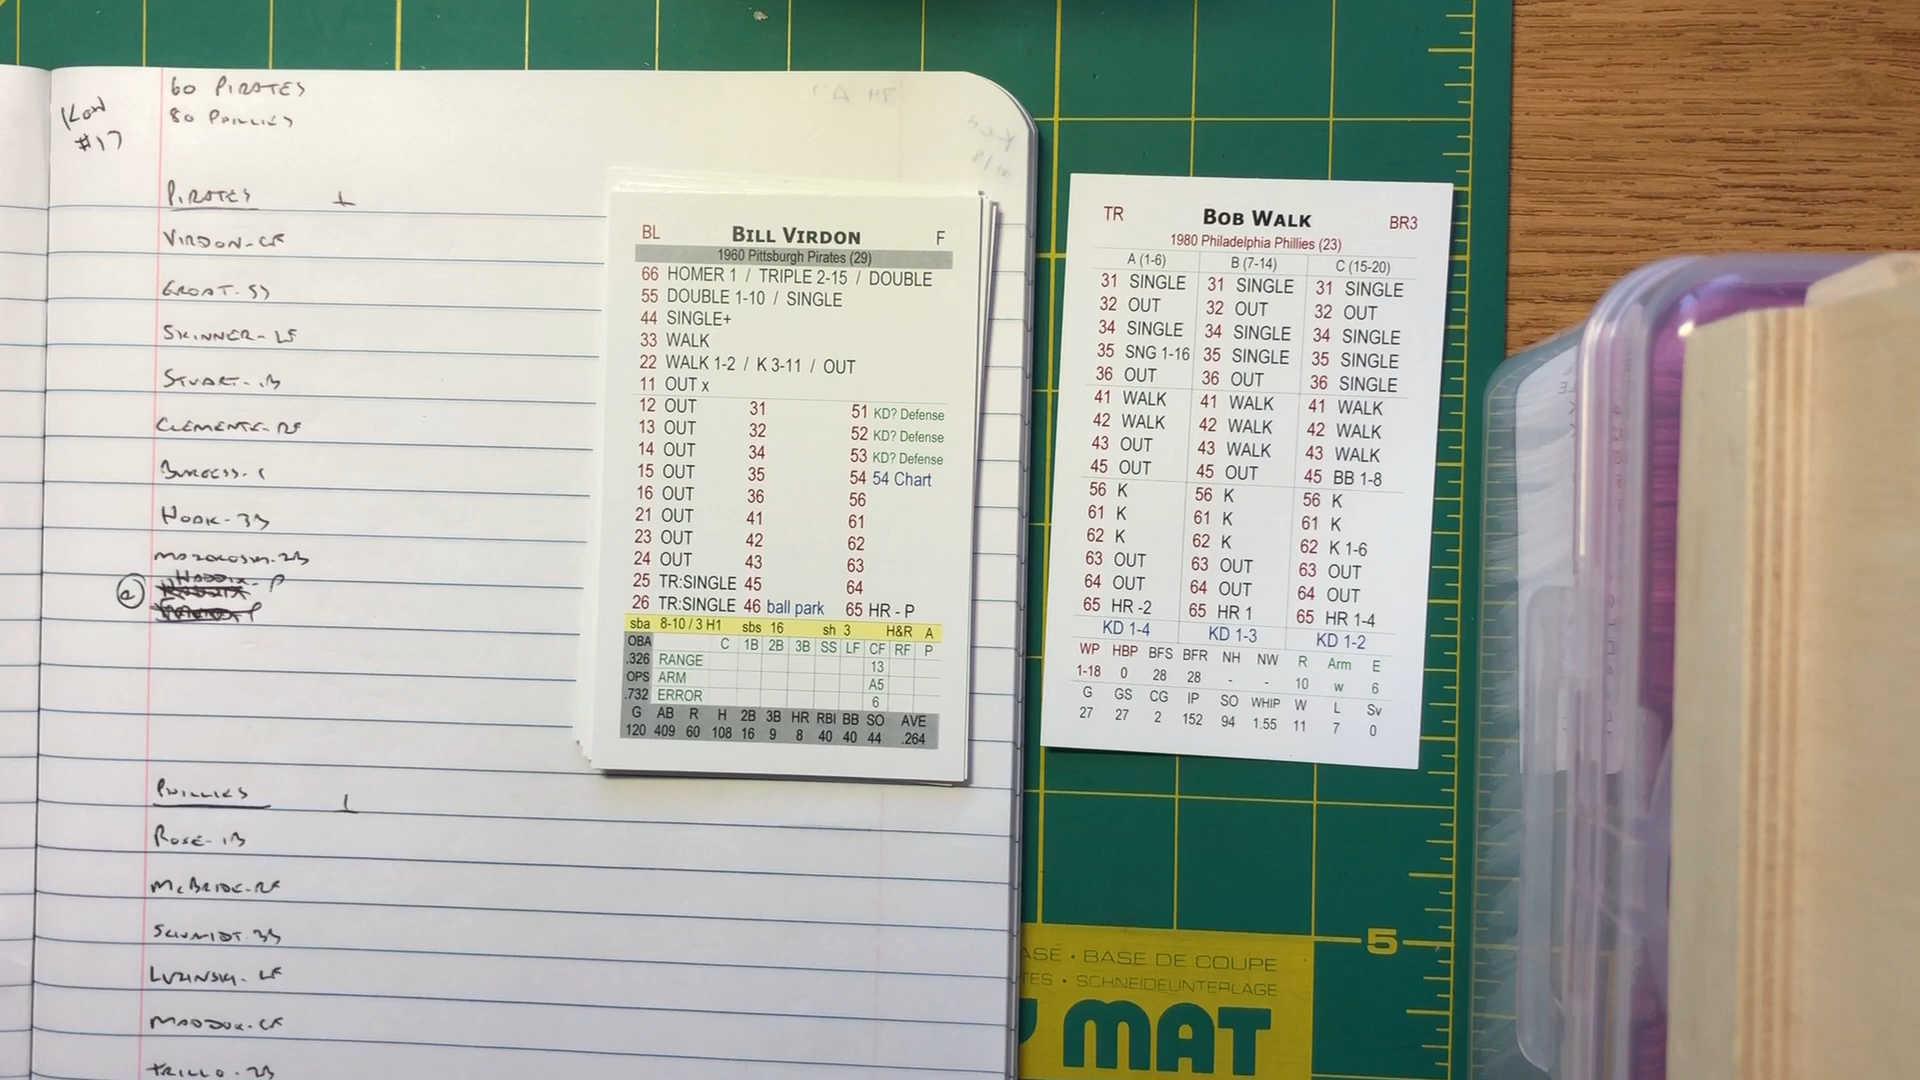 60 PIRATES
80 PHILLIES
#17
PIRATES 1
VIRDON-CF
GROAT-SS
SKINNER-LF
STUART-1B
CLEMENTE-RF
BURGESS-C
HOAK-3B
MAZEROSKI-2B
HADDIX-P
PHILLIES 1
ROSE-1B
MCBRIDE-RF
SCHMIDT-3B
LUZINSKI-LF
MADDOX-CF
TRILLO-2B
BL BILL VIRDON F
1960 Pittsburgh Pirates (29)
66 HOMER 1 / TRIPLE 2-15 / DOUBLE
55 DOUBLE 1-10 / SINGLE
44 SINGLE+
33 WALK
22 WALK 1-2 / K 3-11 / OUT
11 OUT x
12 OUT 31 51 KD? Defense
13 OUT 32 52 KD? Defense
14 OUT 34 53 KD? Defense
15 OUT 35 54 54 Chart
16 OUT 36 56
21 OUT 41 61
23 OUT 42 62
24 OUT 43 63
25 TR:SINGLE 45 64
26 TR:SINGLE 46 ball park 65 HR - P
sba 8-10 / 3 H1 sbs 16 sh 3 H&R A
OBA C 1B 2B 3B SS LF CF RF P
.326 RANGE 13
OPS ARM A5
.732 ERROR 6
G AB R H 2B 3B HR RBI BB SO AVE
120 409 60 108 16 9 8 40 40 44 .264
TR BOB WALK BR3
1980 Philadelphia Phillies (23)
A (1-6) B (7-14) C (15-20)
31 SINGLE 31 SINGLE 31 SINGLE
32 OUT 32 OUT 32 OUT
34 SINGLE 34 SINGLE 34 SINGLE
35 SNG 1-16 35 SINGLE 35 SINGLE
36 OUT 36 OUT 36 SINGLE
41 WALK 41 WALK 41 WALK
42 WALK 42 WALK 42 WALK
43 OUT 43 WALK 43 WALK
45 OUT 45 OUT 45 BB 1-8
56 K 56 K 56 K
61 K 61 K 61 K
62 K 62 K 62 K 1-6
63 OUT 63 OUT 63 OUT
64 OUT 64 OUT 64 OUT
65 HR -2 65 HR 1 65 HR 1-4
KD 1-4 KD 1-3 KD 1-2
WP HBP BFS BFR NH NW R Arm E
1-18 0 28 28 - - 10 w 6
G GS CG IP SO WHIP W L Sv
27 27 2 152 94 1.55 11 7 0
5
BASE • BASE DE COUPE
• SCHNEIDEUNTERLAGE
MAT